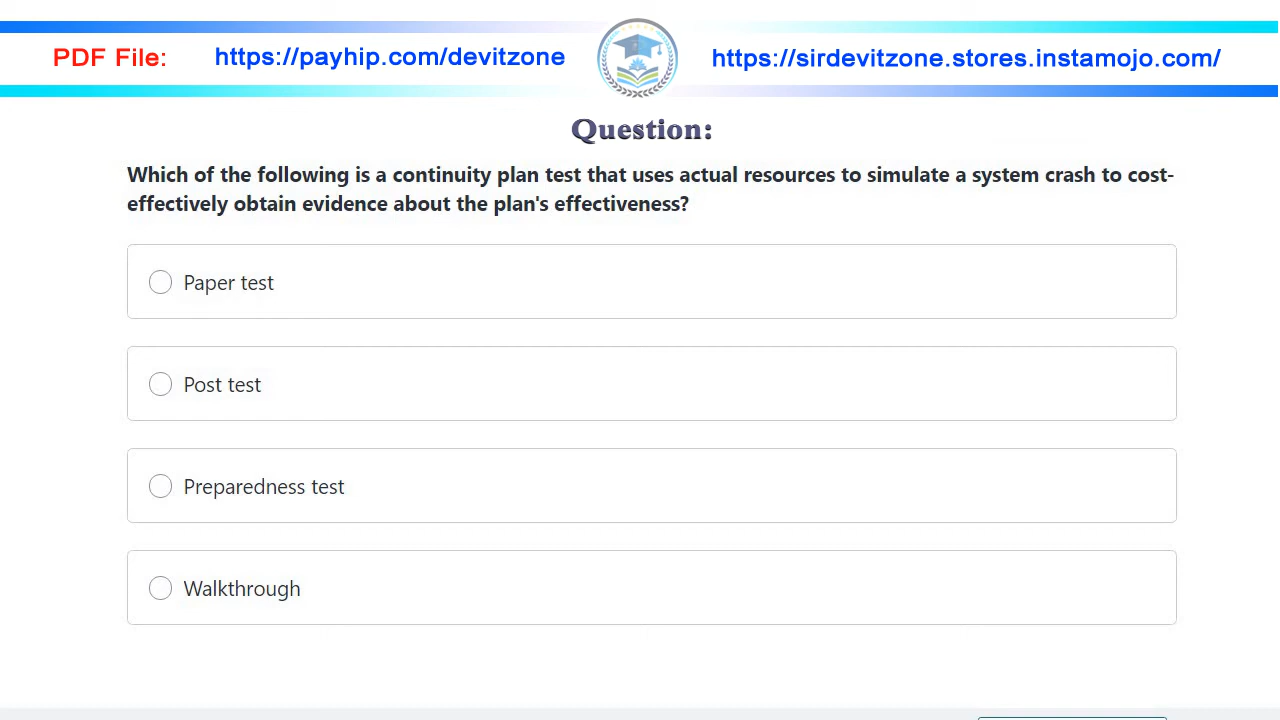 PDF File: https://payhip.com/devitzone https://sirdevitzone.stores.instamojo.com/
Question:
Which of the following is a continuity plan test that uses actual resources to simulate a system crash to cost-
effectively obtain evidence about the plan's effectiveness?
Paper test
Post test
Preparedness test
Walkthrough